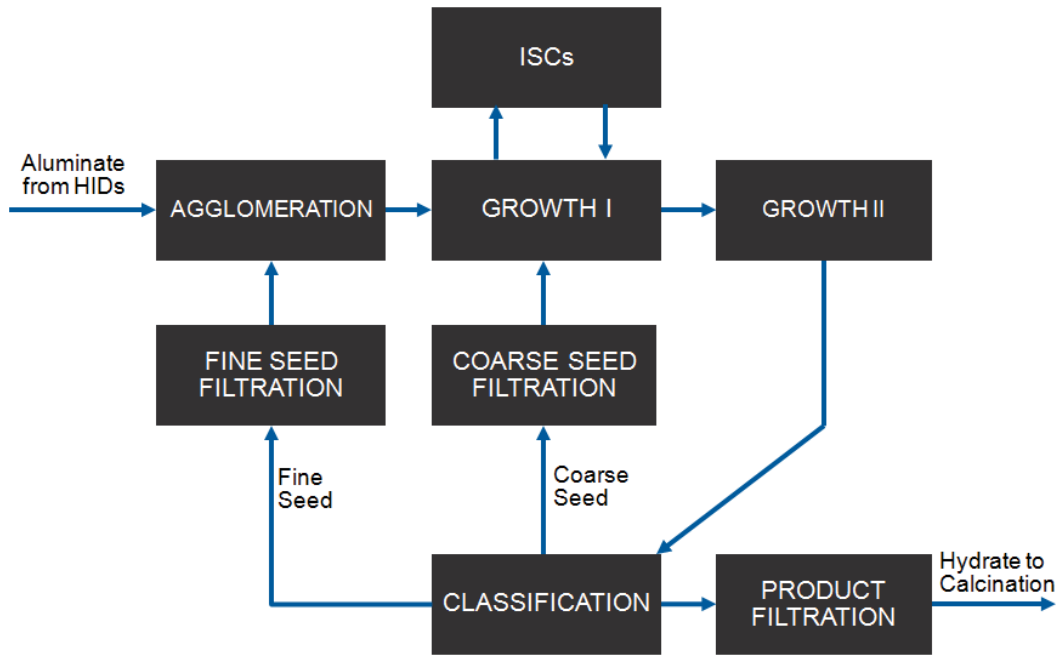 ISCs
Aluminate
from HIDs
AGGLOMERATION
GROWTH I
GROWTH II
FINE SEED
FILTRATION
COARSE SEED
FILTRATION
Fine
Seed
Coarse
Seed
CLASSIFICATION
PRODUCT
FILTRATION
Hydrate to
Calcination